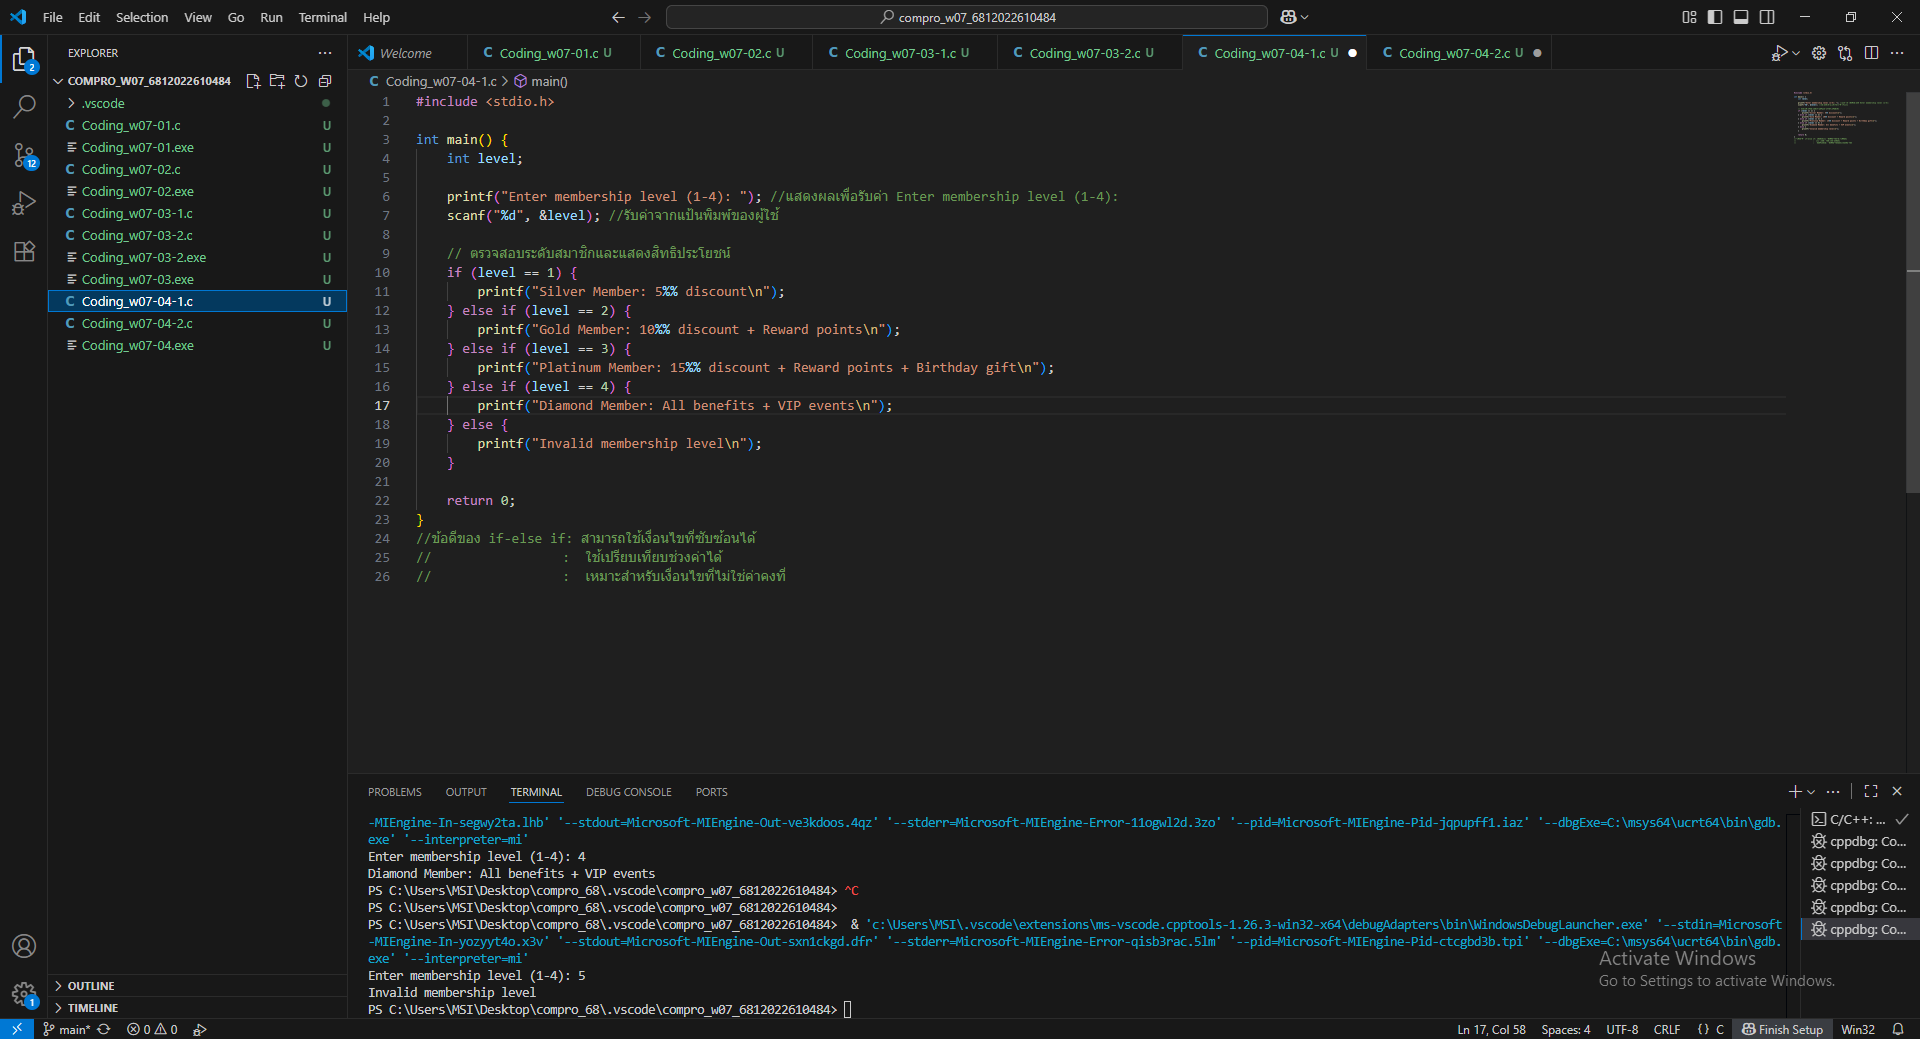 File Edit Selection View Go Run Terminal Help
compro_w07_6812022610484
EXPLORER
COMPRO_W07_6812022610484
.vscode
Coding_w07-01.c U
Coding_w07-01.exe U
Coding_w07-02.c U
Coding_w07-02.exe U
Coding_w07-03-1.c U
Coding_w07-03-2.c U
Coding_w07-03-2.exe U
Coding_w07-03.exe U
Coding_w07-04-1.c U
Coding_w07-04-2.c U
Coding_w07-04.exe U
OUTLINE
TIMELINE
2
12
1
Welcome C Coding_w07-01.c U C Coding_w07-02.c U C Coding_w07-03-1.c U C Coding_w07-03-2.c U C Coding_w07-04-1.c U C Coding_w07-04-2.c U
C Coding_w07-04-1.c > main()
1 #include <stdio.h>
2
3 int main() {
4 int level;
5
6 printf("Enter membership level (1-4): "); //แสดงผลเพื่อรับค่า Enter membership level (1-4):
7 scanf("%d", &level); //รับค่าจากแป้นพิมพ์ของผู้ใช้
8
9 // ตรวจสอบระดับสมาชิกและแสดงสิทธิประโยชน์
10 if (level == 1) {
11 printf("Silver Member: 5%% discount\n");
12 } else if (level == 2) {
13 printf("Gold Member: 10%% discount + Reward points\n");
14 } else if (level == 3) {
15 printf("Platinum Member: 15%% discount + Reward points + Birthday gift\n");
16 } else if (level == 4) {
17 printf("Diamond Member: All benefits + VIP events\n");
18 } else {
19 printf("Invalid membership level\n");
20 }
21
22 return 0;
23 }
24 //ข้อดีของ if-else if: สามารถใช้เงื่อนไขที่ซับซ้อนได้
25 // : ใช้เปรียบเทียบช่วงค่าได้
26 // : เหมาะสำหรับเงื่อนไขที่ไม่ใช่ค่าคงที่
PROBLEMS OUTPUT TERMINAL DEBUG CONSOLE PORTS
-MIEngine-In-segwy2ta.lhb' '--stdout=Microsoft-MIEngine-Out-ve3kdoos.4qz' '--stderr=Microsoft-MIEngine-Error-11ogwl2d.3zo' '--pid=Microsoft-MIEngine-Pid-jqpupff1.iaz' '--dbgExe=C:\msys64\ucrt64\bin\gdb.
exe' '--interpreter=mi'
Enter membership level (1-4): 4
Diamond Member: All benefits + VIP events
PS C:\Users\MSI\Desktop\compro_68\.vscode\compro_w07_6812022610484> ^C
PS C:\Users\MSI\Desktop\compro_68\.vscode\compro_w07_6812022610484>
PS C:\Users\MSI\Desktop\compro_68\.vscode\compro_w07_6812022610484> & 'c:\Users\MSI\.vscode\extensions\ms-vscode.cpptools-1.26.3-win32-x64\debugAdapters\bin\WindowsDebugLauncher.exe' '--stdin=Microsoft
-MIEngine-In-yozyyt4o.x3v' '--stdout=Microsoft-MIEngine-Out-sxn1ckgd.dfr' '--stderr=Microsoft-MIEngine-Error-qisb3rac.5lm' '--pid=Microsoft-MIEngine-Pid-ctcgbd3b.tpi' '--dbgExe=C:\msys64\ucrt64\bin\gdb.
exe' '--interpreter=mi'
Enter membership level (1-4): 5
Invalid membership level
PS C:\Users\MSI\Desktop\compro_68\.vscode\compro_w07_6812022610484>
C/C++: ...
cppdbg: Co...
cppdbg: Co...
cppdbg: Co...
cppdbg: Co...
cppdbg: Co...
Activate Windows
Go to Settings to activate Windows.
main* 0 0
Ln 17, Col 58 Spaces: 4 UTF-8 CRLF {} C Finish Setup Win32